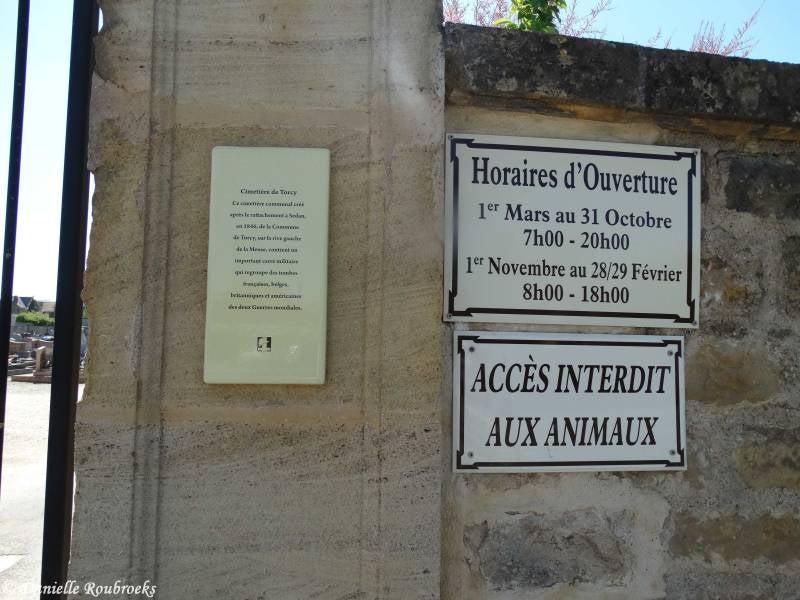 Cimetière de Torcy
Ce cimetière communal créé
après le rattachement à Sedan,
en 1846, de la Commune
de Torcy, sur la rive gauche
de la Meuse, contient un
important carré militaire
qui regroupe des tombes
françaises, belges,
britanniques et américaines
des deux Guerres mondiales.
Horaires d'Ouverture
1er Mars au 31 Octobre
7h00 - 20h00
1er Novembre au 28/29 Février
8h00 - 18h00
ACCÈS INTERDIT
AUX ANIMAUX
© Danielle Roubroeks